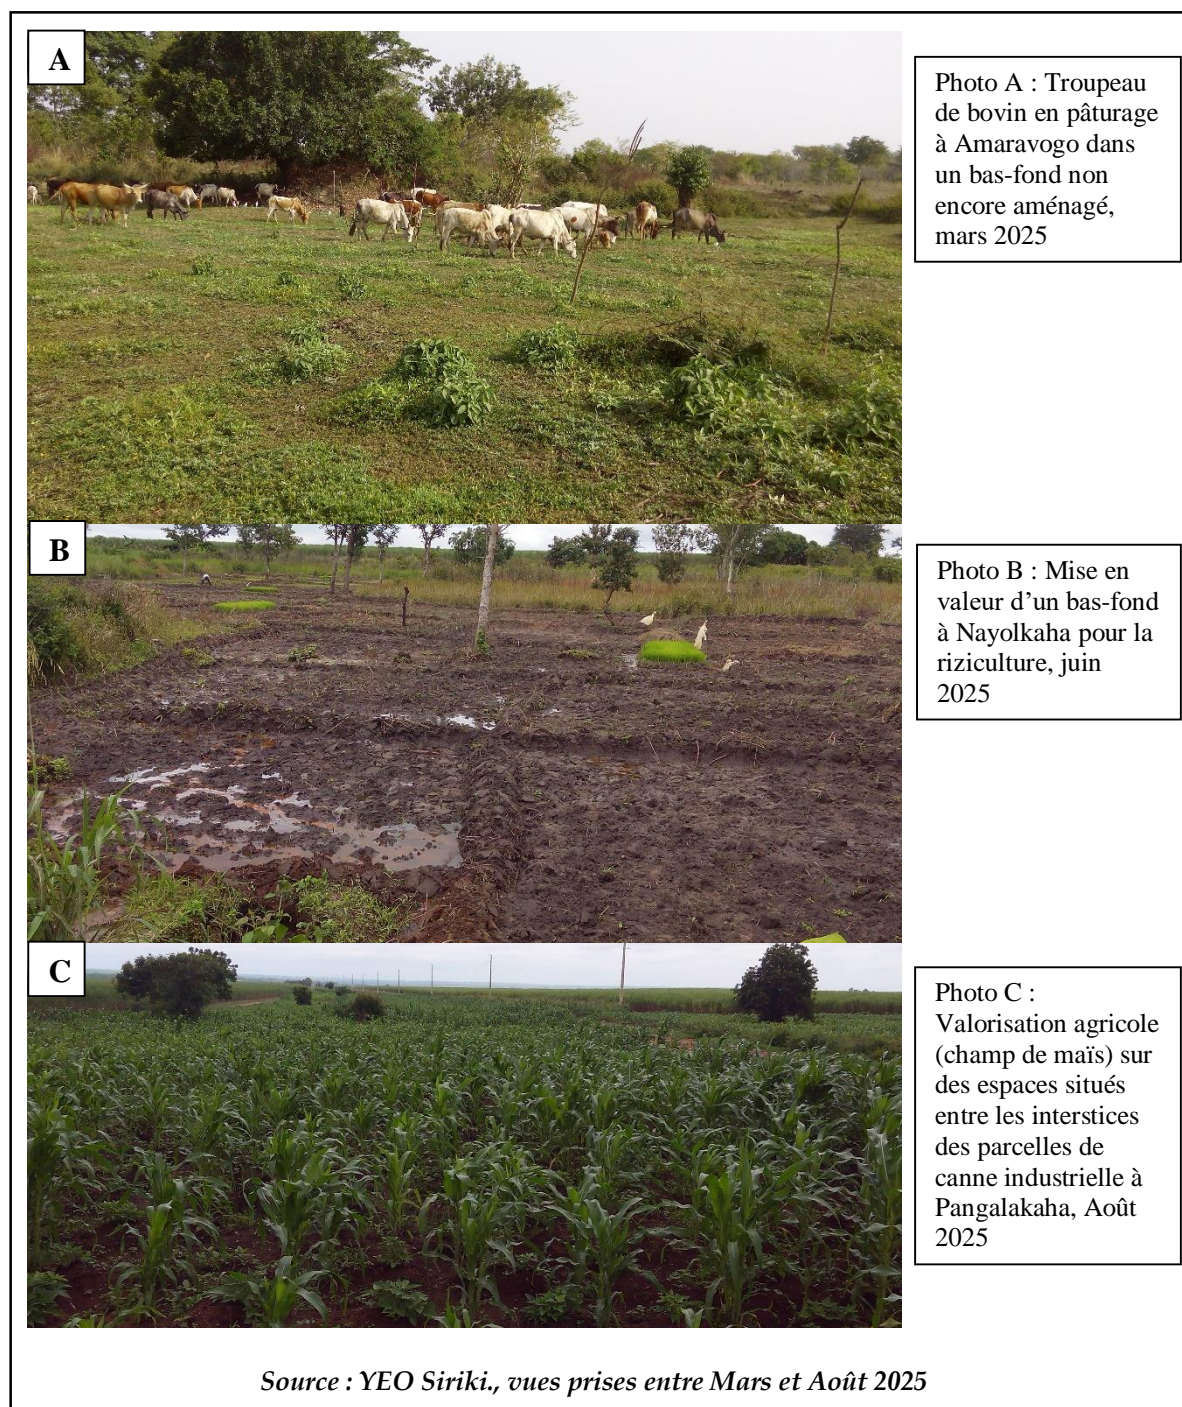 A
Photo A : Troupeau
de bovin en pâturage
à Amaravogo dans
un bas-fond non
encore aménagé,
mars 2025
B
Photo B : Mise en
valeur d'un bas-fond
à Nayolkaha pour la
riziculture, juin
2025
C
Photo C :
Valorisation agricole
(champ de maïs) sur
des espaces situés
entre les interstices
des parcelles de
canne industrielle à
Pangalakaha, Août
2025
Source : YEO Siriki., vues prises entre Mars et Août 2025